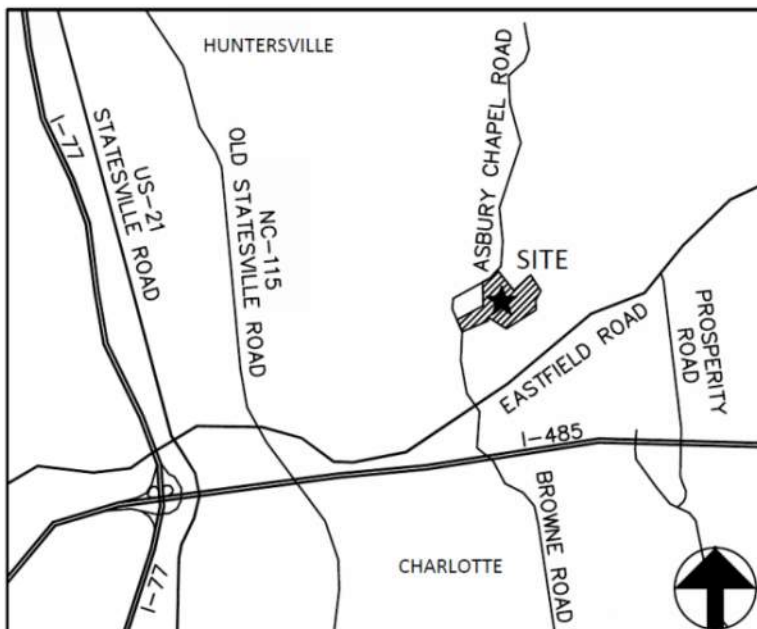 HUNTERSVILLE
I-77
US-21
STATESVILLE ROAD
NC-115
OLD STATESVILLE ROAD
ASBURY CHAPEL ROAD
SITE
EASTFIELD ROAD
PROSPERITY
ROAD
I-485
BROWNE ROAD
CHARLOTTE
I-77